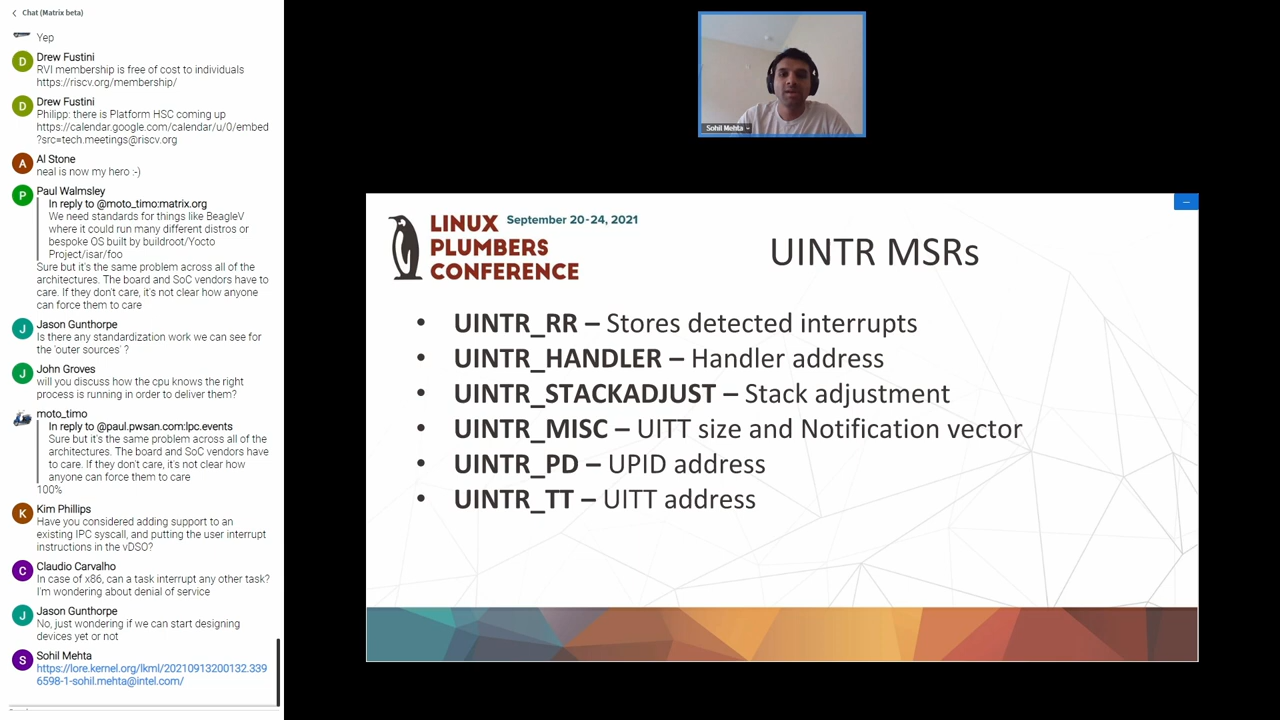 Chat (Matrix beta)
Yep
Drew Fustini
RVI membership is free of cost to individuals
https://riscv.org/membership/
Drew Fustini
Philipp: there is Platform HSC coming up
https://calendar.google.com/calendar/u/0/embed
?src=tech.meetings@riscv.org
Al Stone
neal is now my hero :-)
Paul Walmsley
In reply to @moto_timo:matrix.org
We need standards for things like BeagleV
where it could run many different distros or
bespoke OS built by buildroot/Yocto
Project/isar/foo
Sure but it's the same problem across all of the
architectures. The board and SoC vendors have to
care. If they don't care, it's not clear how anyone
can force them to care
Jason Gunthorpe
Is there any standardization work we can see for
the 'outer sources' ?
John Groves
will you discuss how the cpu knows the right
process is running in order to deliver them?
moto_timo
In reply to @paul.pwsan.com:lpc.events
Sure but it's the same problem across all of the
architectures. The board and SoC vendors have
to care. If they don't care, it's not clear how
anyone can force them to care
100%
Kim Phillips
Have you considered adding support to an
existing IPC syscall, and putting the user interrupt
instructions in the vDSO?
Claudio Carvalho
In case of x86, can a task interrupt any other task?
I'm wondering about denial of service
Jason Gunthorpe
No, just wondering if we can start designing
devices yet or not
Sohil Mehta
https://lore.kernel.org/lkml/20210913200132.339
6598-1-sohil.mehta@intel.com/
D
D
A
P
J
J
K
C
J
S
Sohil Mehta
LINUX
PLUMBERS
CONFERENCE
September 20-24, 2021
UINTR MSRs
• UINTR_RR – Stores detected interrupts
• UINTR_HANDLER – Handler address
• UINTR_STACKADJUST – Stack adjustment
• UINTR_MISC – UITT size and Notification vector
• UINTR_PD – UPID address
• UINTR_TT – UITT address